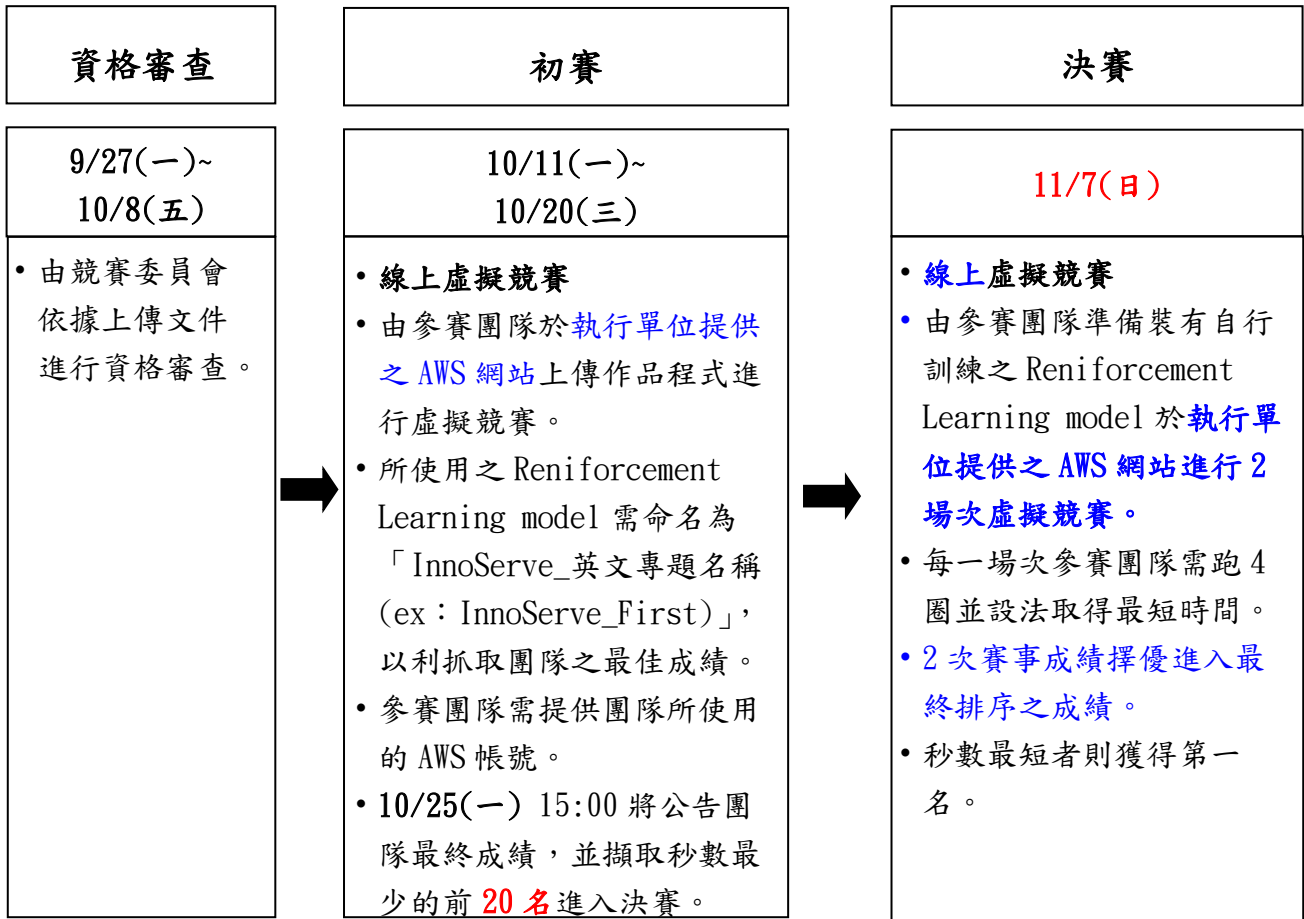 資格審查
9/27(一)~
10/8(五)
• 由競賽委員會
依據上傳文件
進行資格審查。
初賽
10/11(一)~
10/20(三)
• 線上虛擬競賽
• 由參賽團隊於執行單位提供
之 AWS 網站上傳作品程式進
行虛擬競賽。
• 所使用之 Reniforcement
Learning model 需命名為
「InnoServe_英文專題名稱
(ex：InnoServe_First)」，
以利抓取團隊之最佳成績。
• 參賽團隊需提供團隊所使用
的 AWS 帳號。
• 10/25(一) 15:00 將公告團
隊最終成績，並擷取秒數最
少的前 20 名進入決賽。
決賽
11/7(日)
• 線上虛擬競賽
• 由參賽團隊準備裝有自行
訓練之 Reniforcement
Learning model 於執行單
位提供之 AWS 網站進行 2
場次虛擬競賽。
• 每一場次參賽團隊需跑 4
圈並設法取得最短時間。
• 2 次賽事成績擇優進入最
終排序之成績。
• 秒數最短者則獲得第一
名。